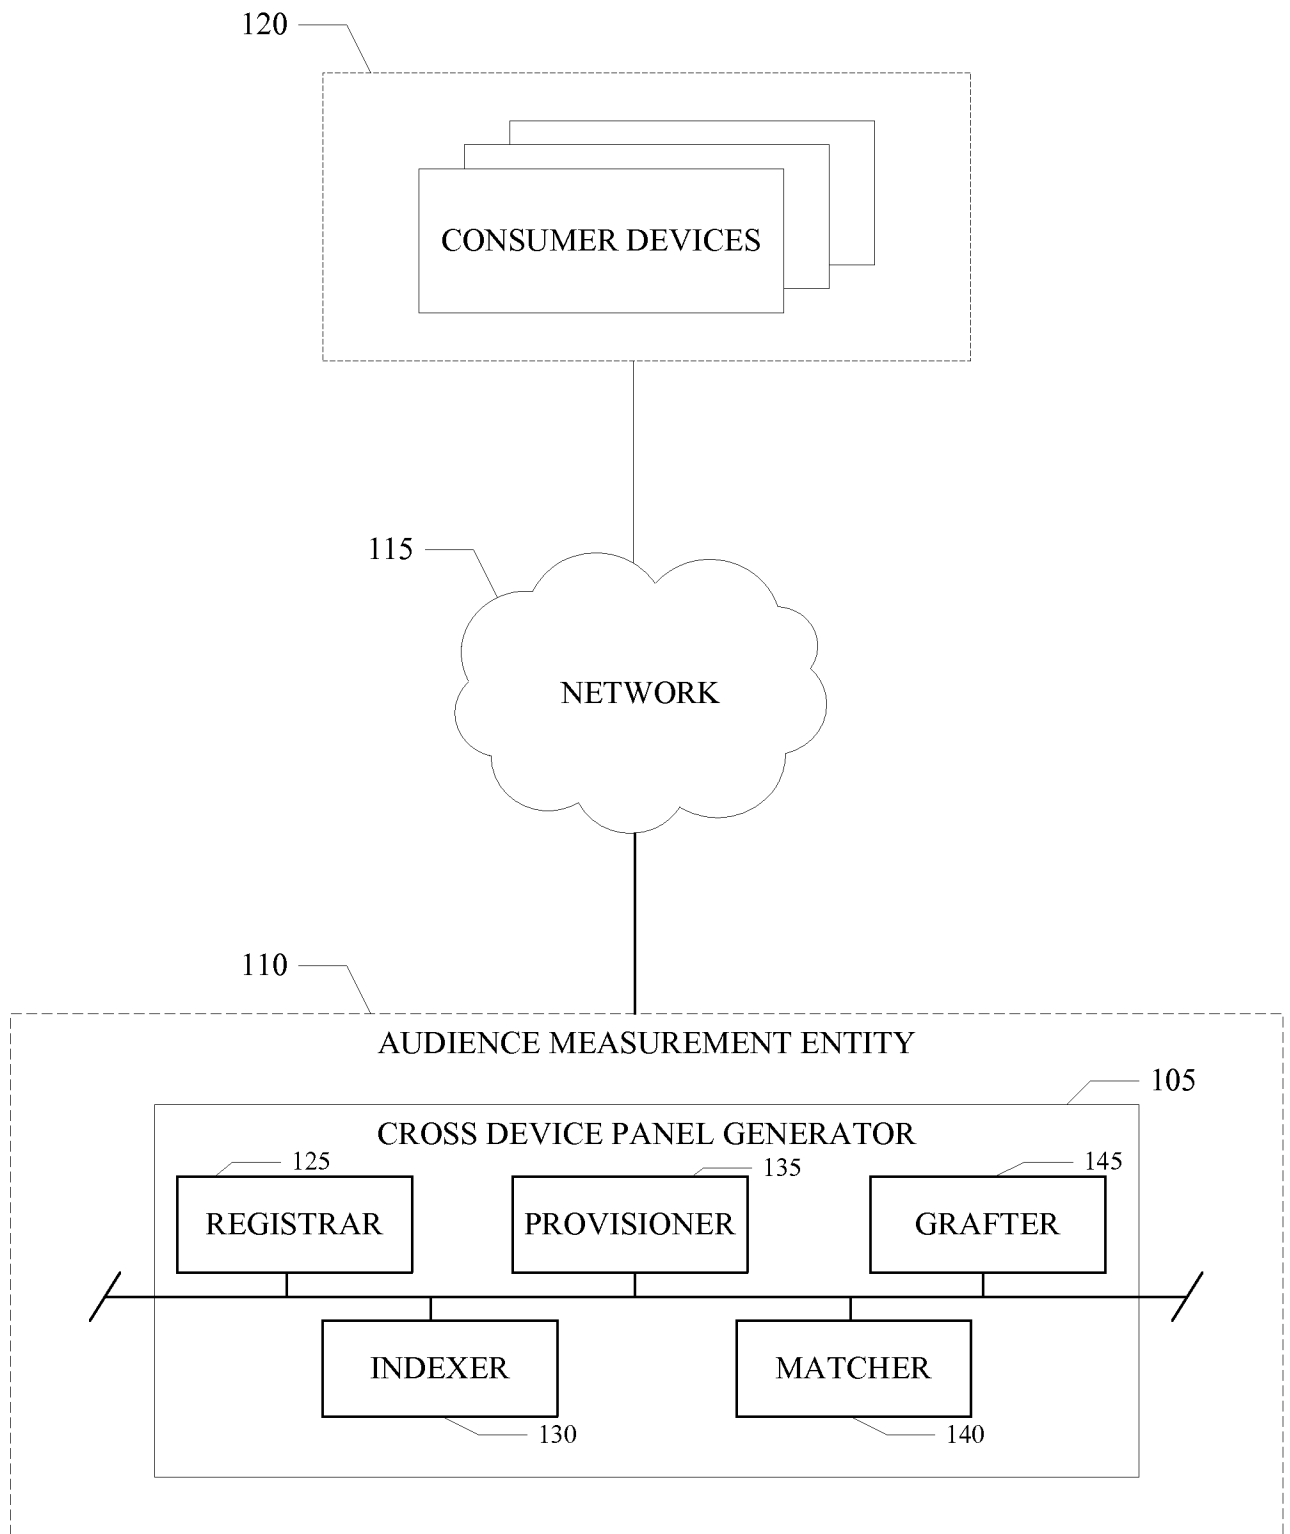 120
CONSUMER DEVICES
115
NETWORK
110
AUDIENCE MEASUREMENT ENTITY
105
CROSS DEVICE PANEL GENERATOR
125
135
145
REGISTRAR
PROVISIONER
GRAFTER
INDEXER
MATCHER
130
140